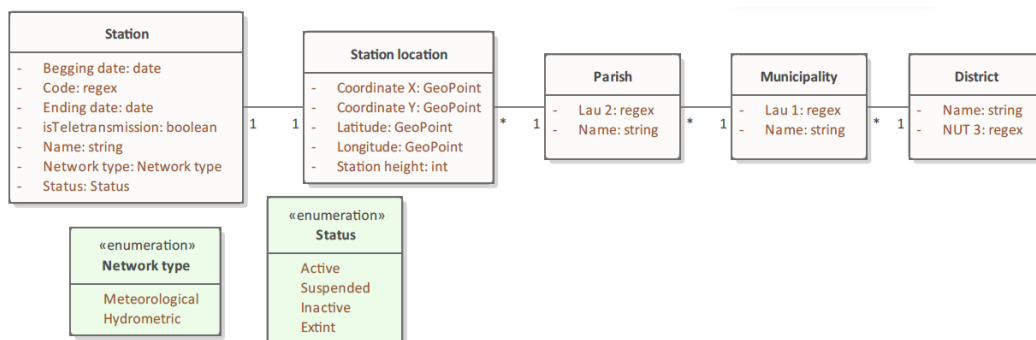 Station
- Begging date: date
- Code: regex
- Ending date: date
- isTeletransmission: boolean
- Name: string
- Network type: Network type
- Status: Status
1
1
Station location
- Coordinate X: GeoPoint
- Coordinate Y: GeoPoint
- Latitude: GeoPoint
- Longitude: GeoPoint
- Station height: int
*
1
Parish
- Lau 2: regex
- Name: string
*
1
Municipality
- Lau 1: regex
- Name: string
*
1
District
- Name: string
- NUT 3: regex
«enumeration»
Network type
Meteorological
Hydrometric
«enumeration»
Status
Active
Suspended
Inactive
Extint